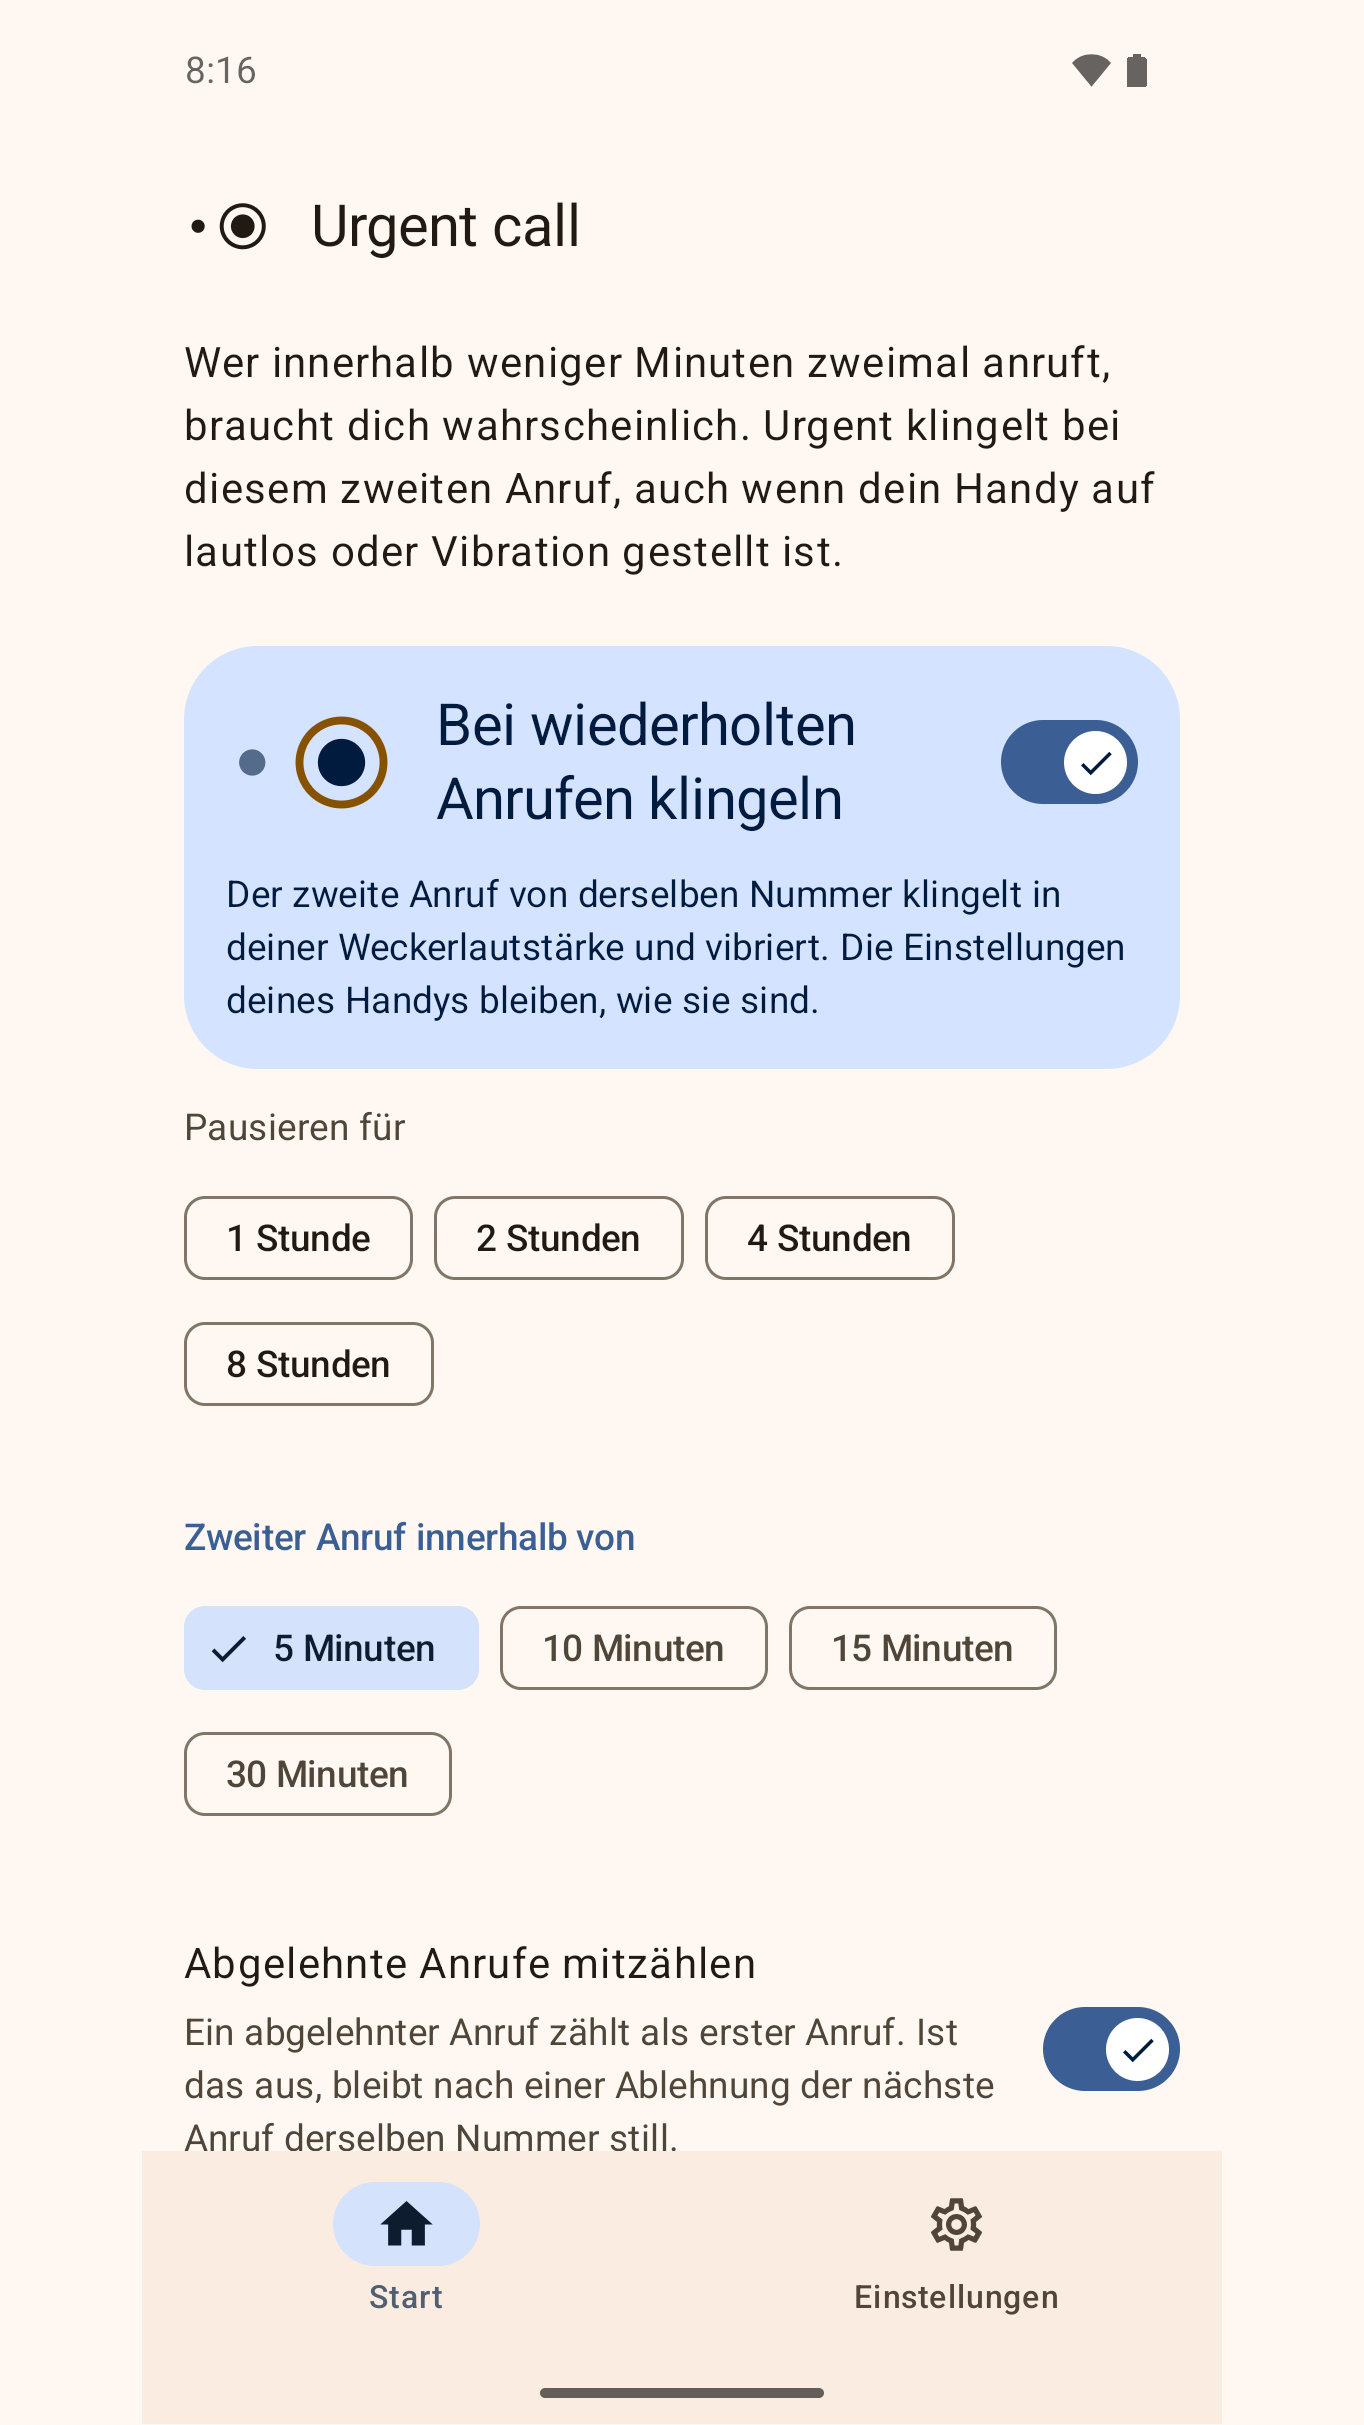 8:16
Urgent call
Wer innerhalb weniger Minuten zweimal anruft,
braucht dich wahrscheinlich. Urgent klingelt bei
diesem zweiten Anruf, auch wenn dein Handy auf
lautlos oder Vibration gestellt ist.
Bei wiederholten
Anrufen klingeln
Der zweite Anruf von derselben Nummer klingelt in
deiner Weckerlautstärke und vibriert. Die Einstellungen
deines Handys bleiben, wie sie sind.
Pausieren für
1 Stunde
2 Stunden
4 Stunden
8 Stunden
Zweiter Anruf innerhalb von
5 Minuten
10 Minuten
15 Minuten
30 Minuten
Abgelehnte Anrufe mitzählen
Ein abgelehnter Anruf zählt als erster Anruf. Ist
das aus, bleibt nach einer Ablehnung der nächste
Anruf derselben Nummer still.
Start
Einstellungen